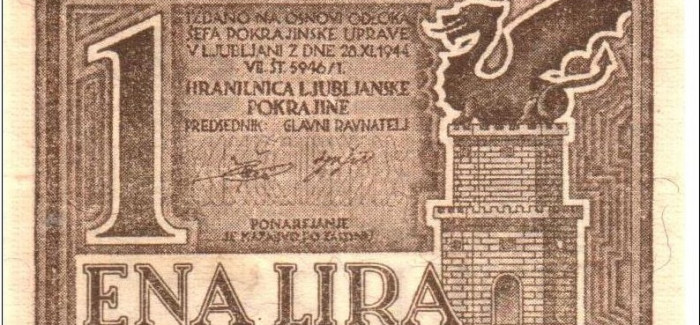 1
IZDANO NA OSNOVI ODLOKA
ŠEFA POKRAJINSKE UPRAVE
V LJUBLJANI Z DNE 28.XI.1944
VII. ŠT. 5946/1.
HRANILNICA LJUBLJANSKE
POKRAJINE
PREDSEDNIK: GLAVNI RAVNATELJ
PONAREJANJE
JE KAZNIVO PO ZAKONU
ENA LIRA